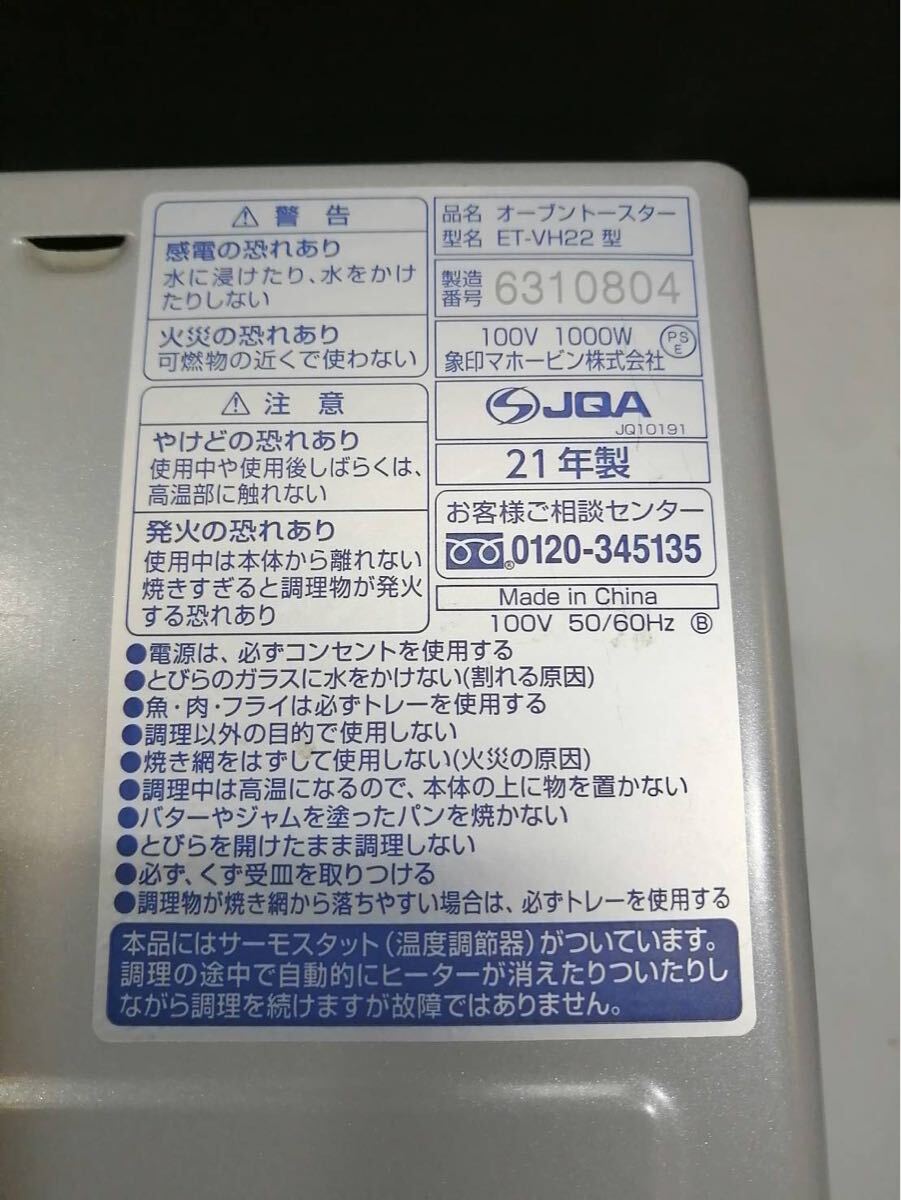 ⚠ 警告
感電の恐れあり
水に浸けたり、水をかけ
たりしない
火災の恐れあり
可燃物の近くで使わない
⚠ 注意
やけどの恐れあり
使用中や使用後しばらくは、
高温部に触れない
発火の恐れあり
使用中は本体から離れない
焼きすぎると調理物が発火
する恐れあり
品名 オーブントースター
型名 ET-VH22 型
製造番号 6310804
100V 1000W
PSE
象印マホービン株式会社
JQA
JQ10191
21年製
お客様ご相談センター
0120-345135
Made in China
100V 50/60Hz Ⓑ
●電源は、必ずコンセントを使用する
●とびらのガラスに水をかけない(割れる原因)
●魚・肉・フライは必ずトレーを使用する
●調理以外の目的で使用しない
●焼き網をはずして使用しない(火災の原因)
●調理中は高温になるので、本体の上に物を置かない
●バターやジャムを塗ったパンを焼かない
●とびらを開けたまま調理しない
●必ず、くず受皿を取りつける
●調理物が焼き網から落ちやすい場合は、必ずトレーを使用する
本品にはサーモスタット(温度調節器)がついています。
調理の途中で自動的にヒーターが消えたりついたりし
ながら調理を続けますが故障ではありません。